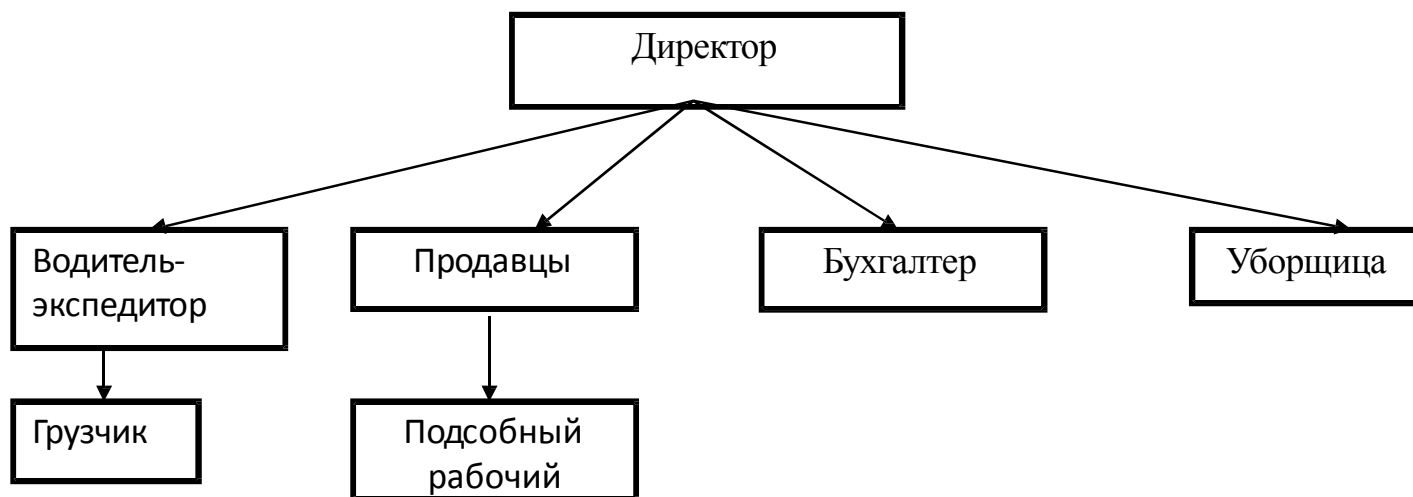 Директор
Водитель-
экспедитор
Продавцы
Бухгалтер
Уборщица
Грузчик
Подсобный
рабочий